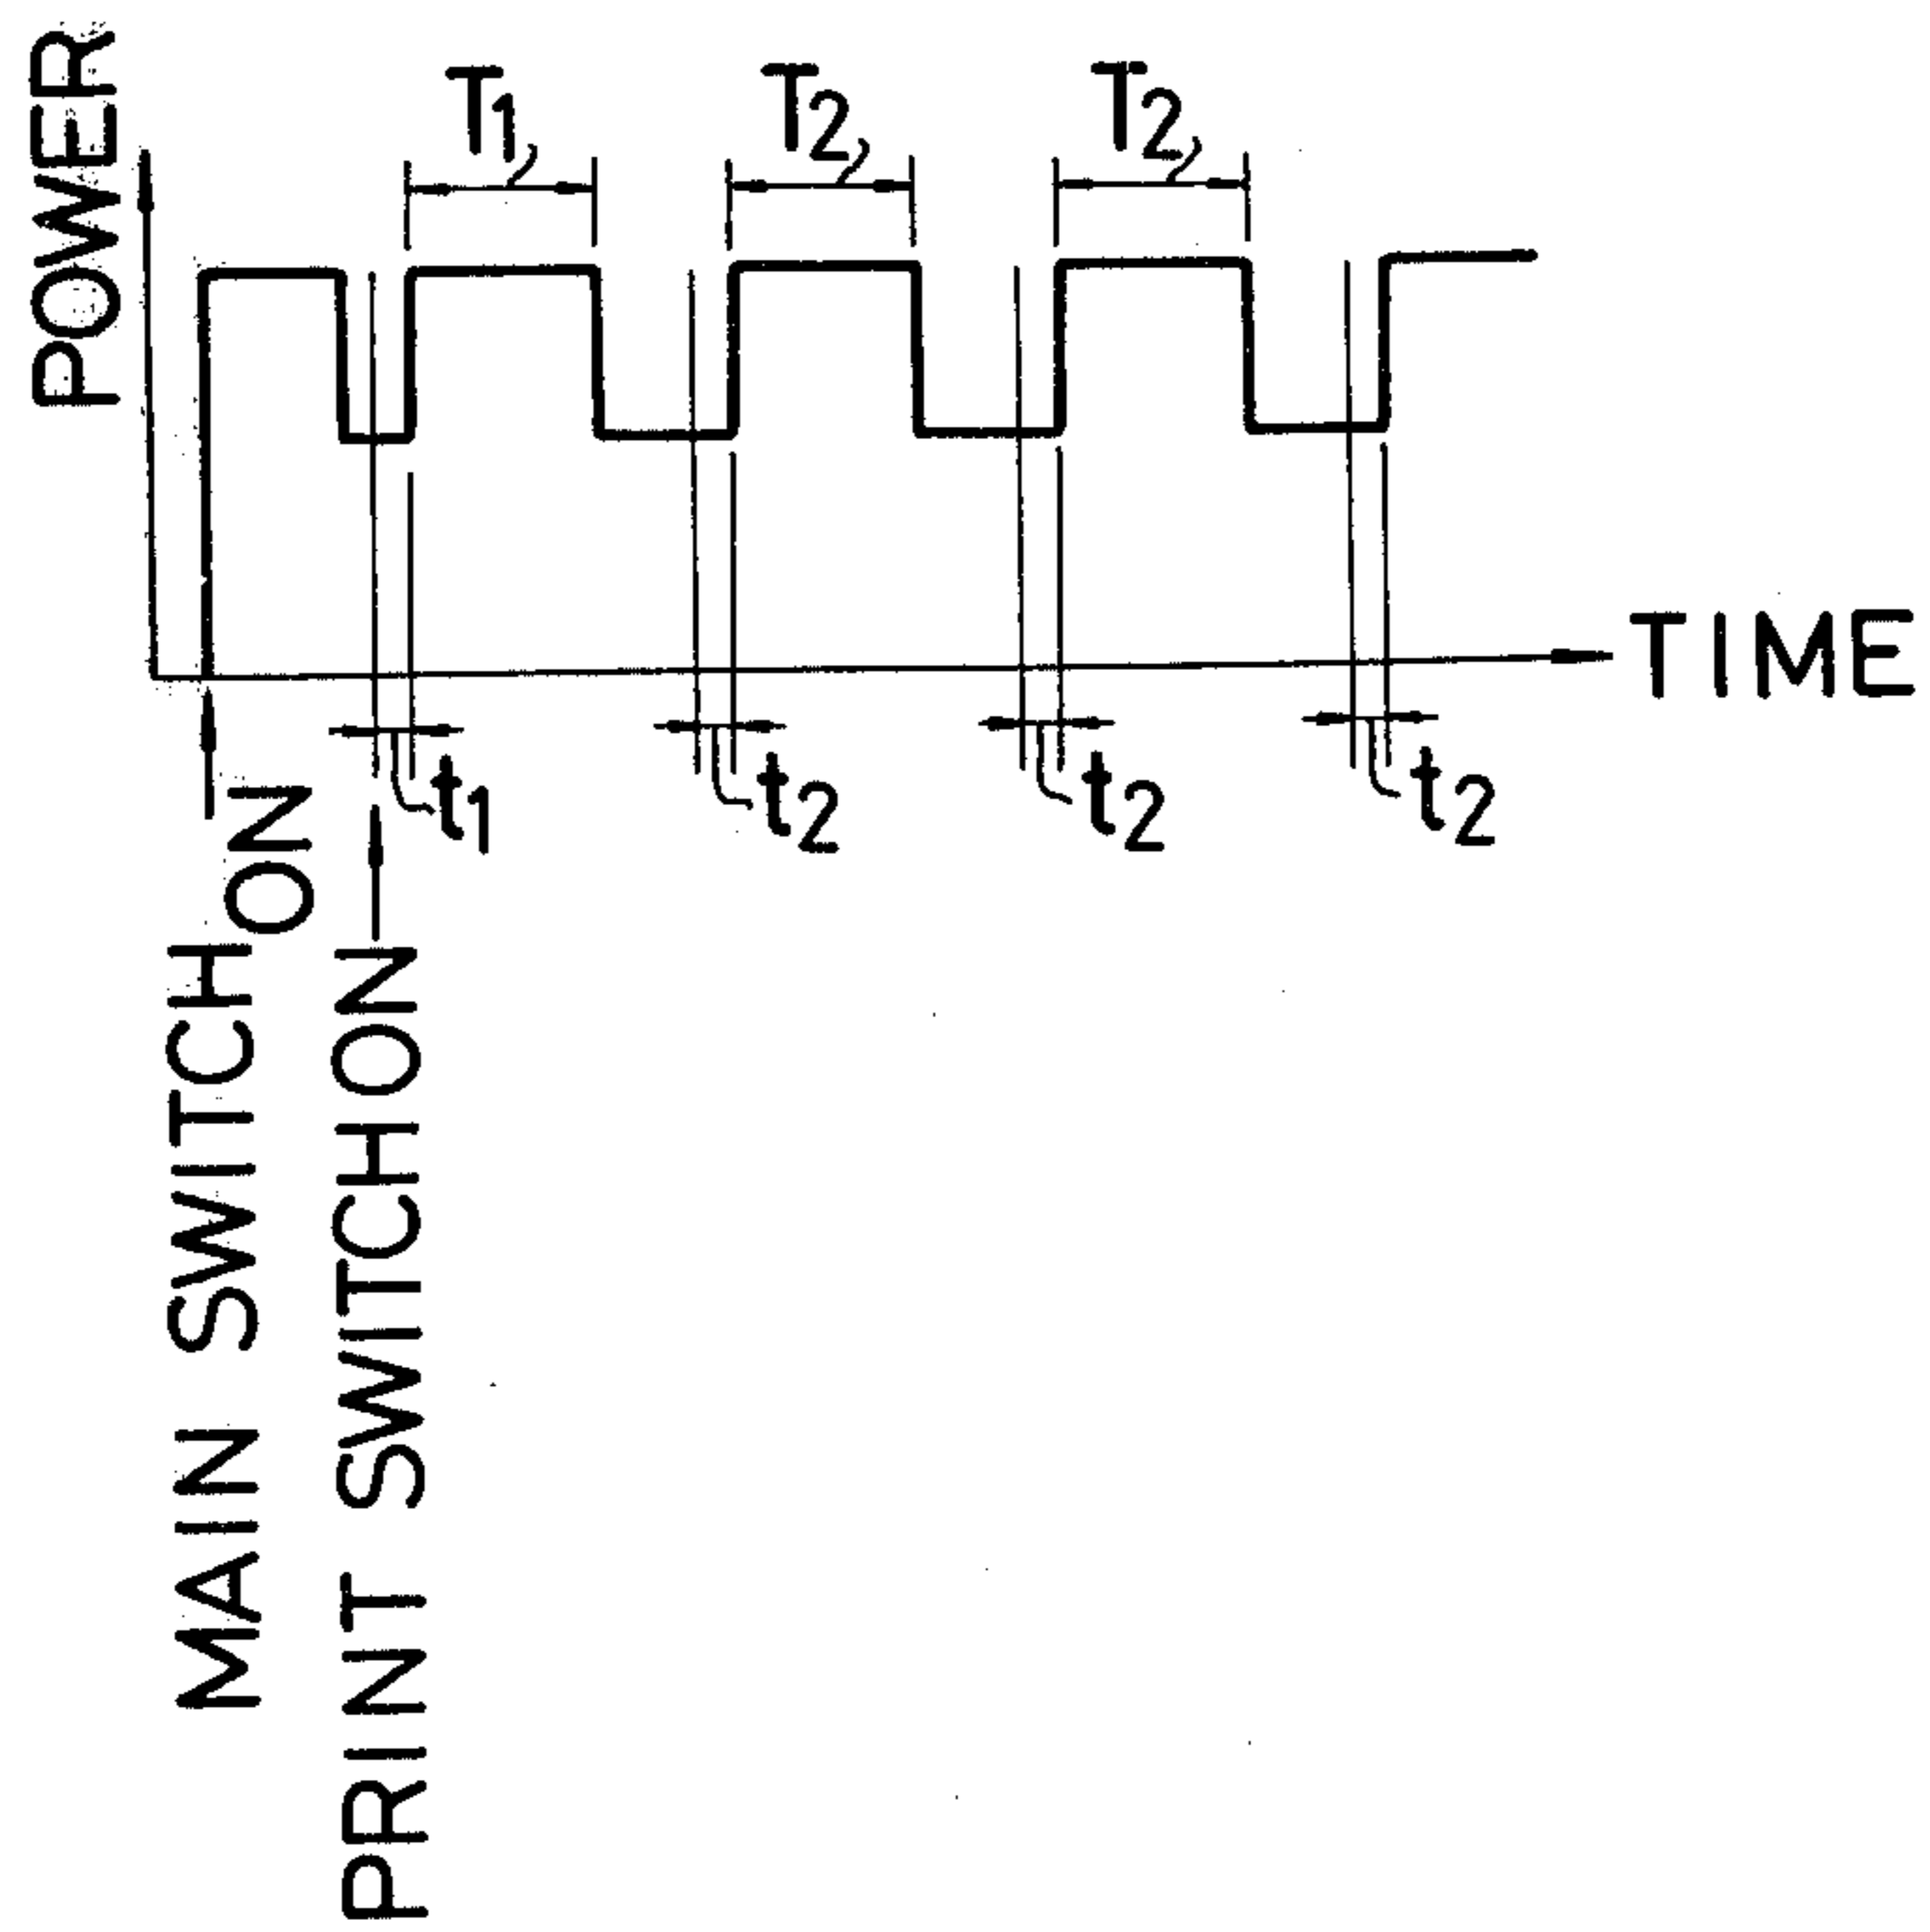 POWER
T1
T2
T2
TIME
t1
t2
t2
t2
MAIN SWITCH ON
PRINT SWITCH ON